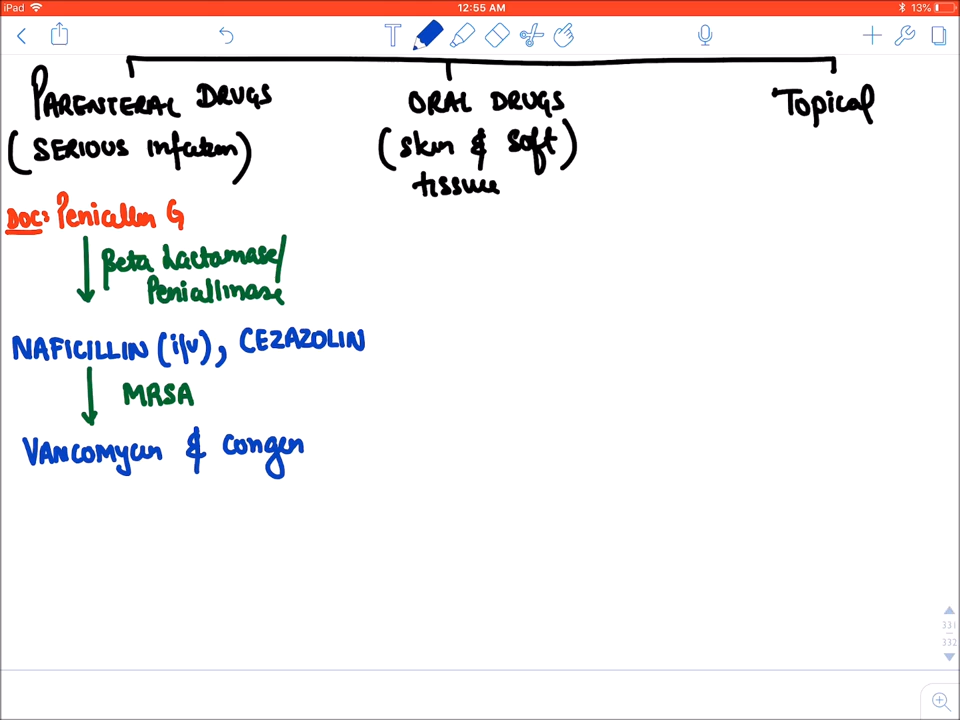 iPad 12:55 AM 13%
T
PARENTERAL DRUGS ORAL DRUGS Topical
(SERIOUS Infection) (Skin & Soft)
tissue
DOC: Penicillin G
Beta Lactamase/
Penicillinase
NAFICILLIN (i/v), CEZAZOLIN
MRSA
VANCOMycin & Congen
331
332